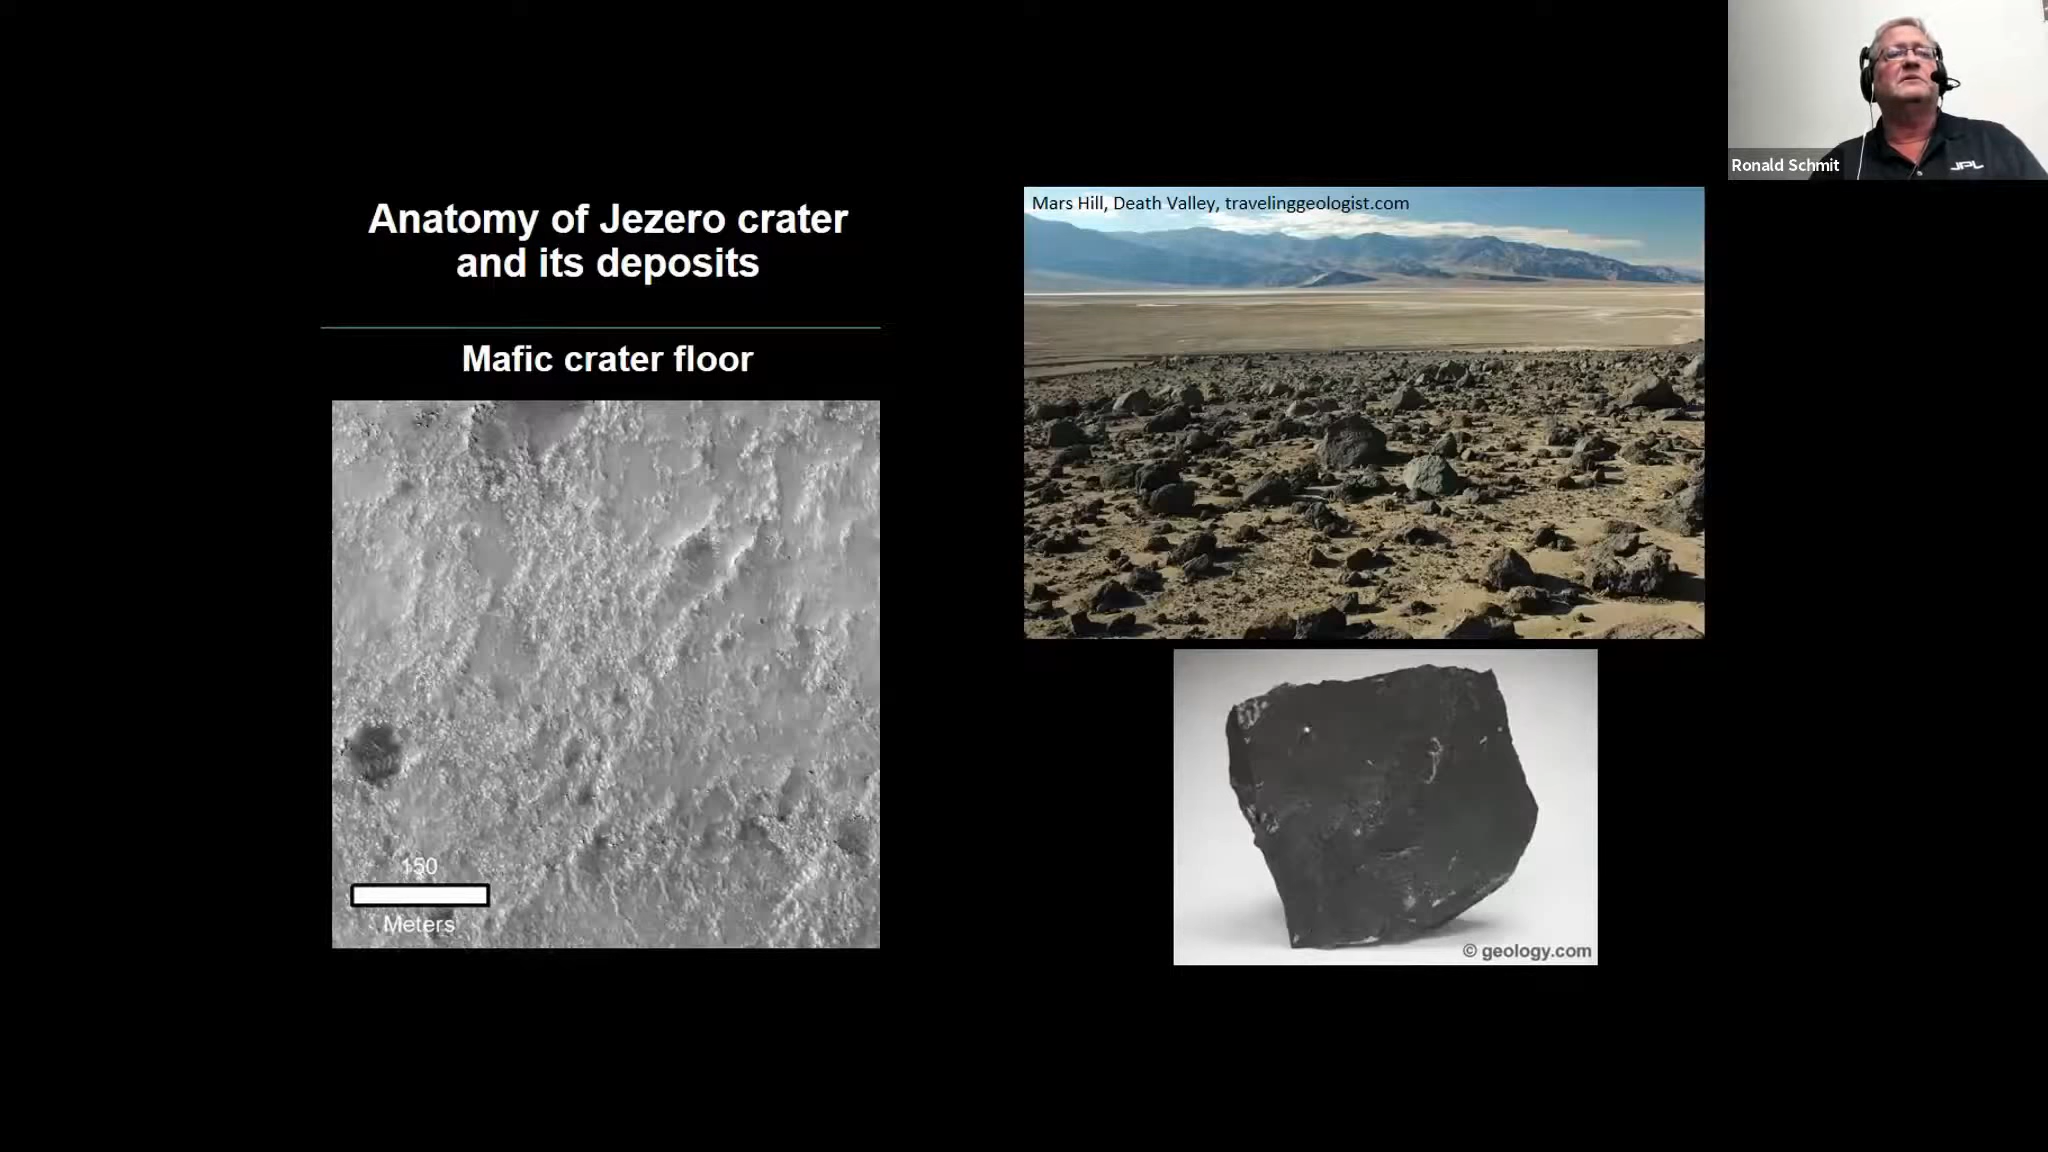 Anatomy of Jezero crater
and its deposits
Mafic crater floor
150
Meters
Mars Hill, Death Valley, travelinggeologist.com
© geology.com
Ronald Schmit
JPL